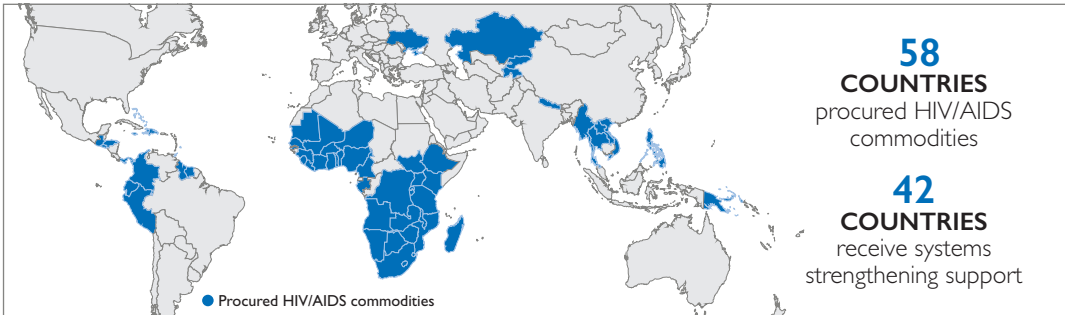 58
COUNTRIES
procured HIV/AIDS
commodities
42
COUNTRIES
receive systems
strengthening support
Procured HIV/AIDS commodities